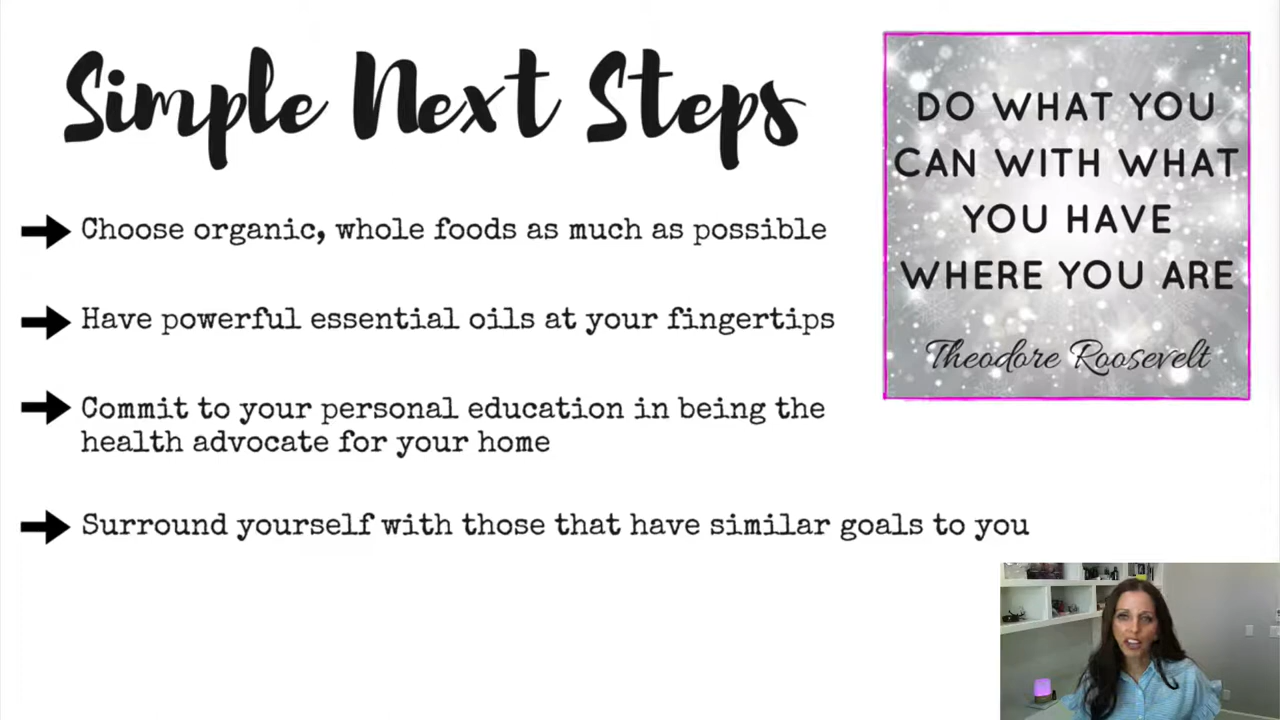 Simple Next Steps
Choose organic, whole foods as much as possible
Have powerful essential oils at your fingertips
Commit to your personal education in being the
health advocate for your home
Surround yourself with those that have similar goals to you
DO WHAT YOU
CAN WITH WHAT
YOU HAVE
WHERE YOU ARE
Theodore Roosevelt